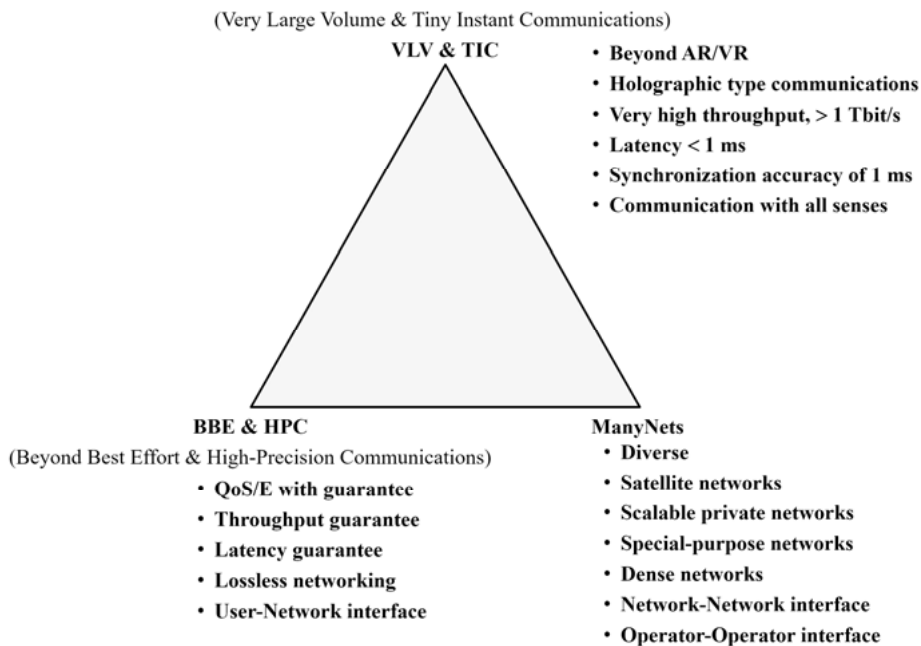 (Very Large Volume & Tiny Instant Communications)
VLV & TIC
• Beyond AR/VR
• Holographic type communications
• Very high throughput, > 1 Tbit/s
• Latency < 1 ms
• Synchronization accuracy of 1 ms
• Communication with all senses
BBE & HPC
(Beyond Best Effort & High-Precision Communications)
• QoS/E with guarantee
• Throughput guarantee
• Latency guarantee
• Lossless networking
• User-Network interface
ManyNets
• Diverse
• Satellite networks
• Scalable private networks
• Special-purpose networks
• Dense networks
• Network-Network interface
• Operator-Operator interface